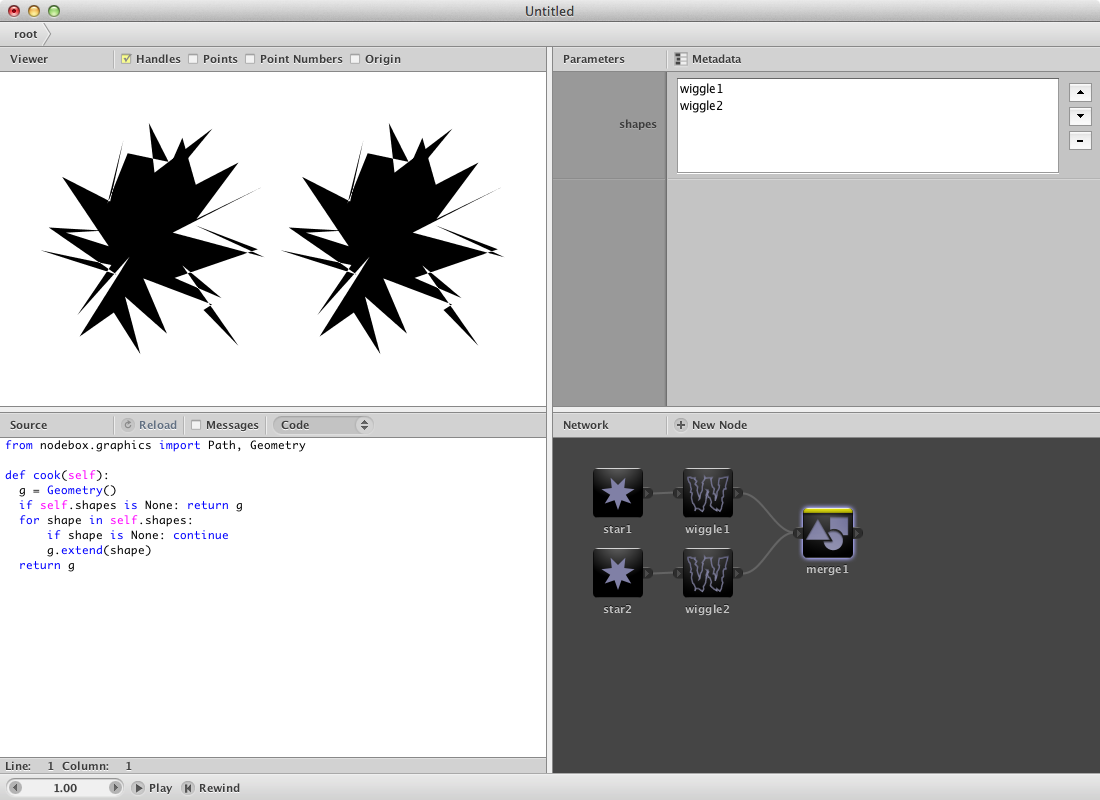 Untitled
root
Viewer Handles Points Point Numbers Origin
Parameters Metadata
shapes
wiggle1
wiggle2
Source Reload Messages Code
from nodebox.graphics import Path, Geometry
def cook(self):
  g = Geometry()
  if self.shapes is None: return g
  for shape in self.shapes:
      if shape is None: continue
      g.extend(shape)
  return g
Line: 1 Column: 1
Network New Node
star1 wiggle1
merge1
star2 wiggle2
1.00 Play Rewind